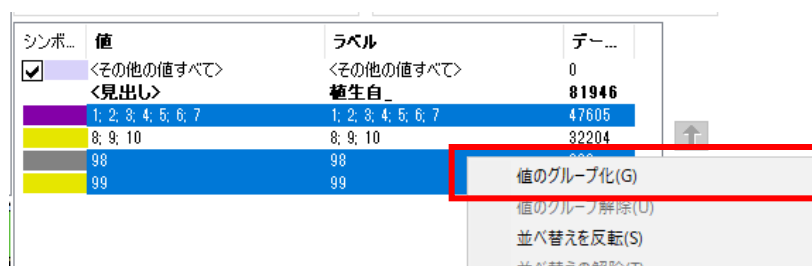 シンボ... 値 ラベル デー...
<その他の値すべて> <その他の値すべて> 0
<見出し> 植生自_ 81946
1; 2; 3; 4; 5; 6; 7 1; 2; 3; 4; 5; 6; 7 47605
8; 9; 10 8; 9; 10 32204
98 98
99 99
値のグループ化(G)
値のグループ解除(U)
並べ替えを反転(S)